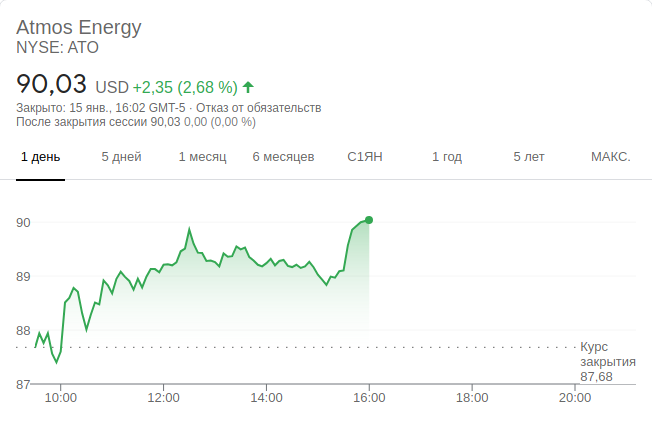 Atmos Energy
NYSE: ATO
90,03 USD +2,35 (2,68 %)
Закрыто: 15 янв., 16:02 GMT-5 · Отказ от обязательств
После закрытия сессии 90,03 0,00 (0,00 %)
1 день 5 дней 1 месяц 6 месяцев С1ЯН 1 год 5 лет МАКС.
90
89
88
Курс
закрытия
87,68
87
10:00 12:00 14:00 16:00 18:00 20:00